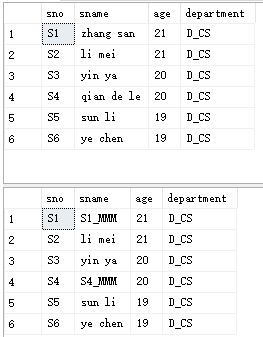 sno sname age department
1 S1 zhang san 21 D_CS
2 S2 li mei 21 D_CS
3 S3 yin ya 20 D_CS
4 S4 qian de le 20 D_CS
5 S5 sun li 19 D_CS
6 S6 ye chen 19 D_CS
sno sname age department
1 S1 S1_MMM 21 D_CS
2 S2 li mei 21 D_CS
3 S3 yin ya 20 D_CS
4 S4 S4_MMM 20 D_CS
5 S5 sun li 19 D_CS
6 S6 ye chen 19 D_CS